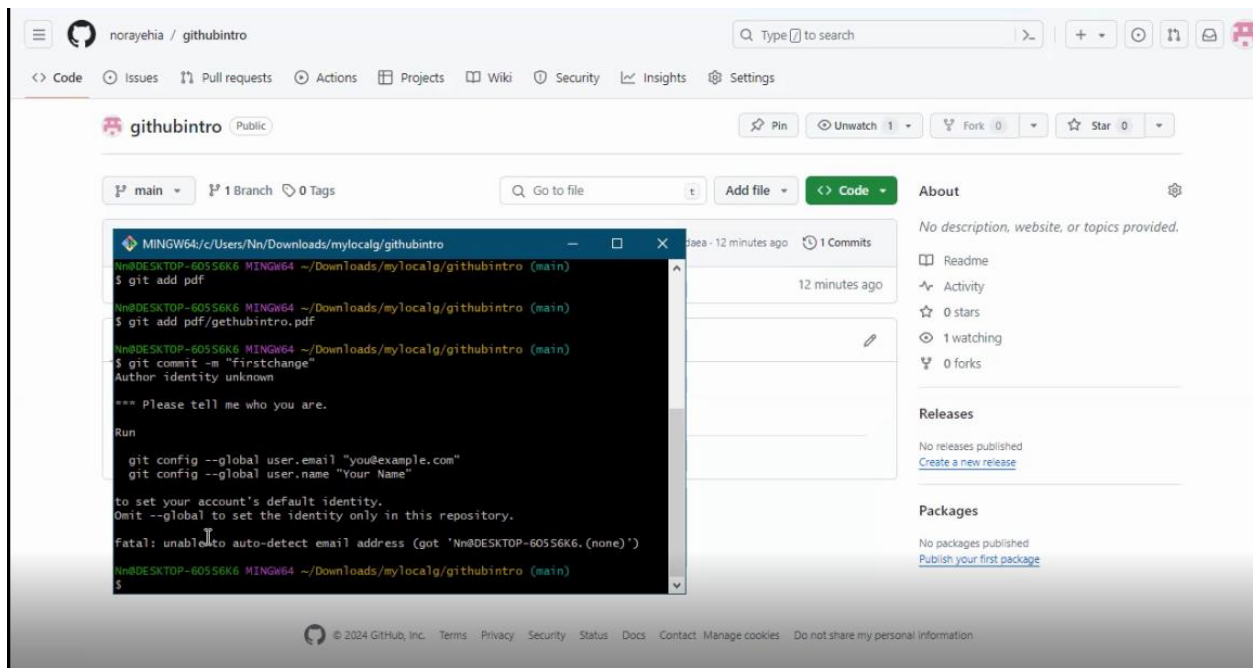 norayehia / githubintro
Type / to search
Code Issues Pull requests Actions Projects Wiki Security Insights Settings
githubintro Public
Pin Unwatch 1 Fork 0 Star 0
main 1 Branch 0 Tags
Go to file t
Add file Code
About
No description, website, or topics provided.
Readme
Activity
0 stars
1 watching
0 forks
12 minutes ago 1 Commits
12 minutes ago
MINGW64:/c/Users/Nn/Downloads/mylocalg/githubintro
Nn@DESKTOP-6O5S6K6 MINGW64 ~/Downloads/mylocalg/githubintro (main)
$ git add pdf
Nn@DESKTOP-6O5S6K6 MINGW64 ~/Downloads/mylocalg/githubintro (main)
$ git add pdf/gethubintro.pdf
Nn@DESKTOP-6O5S6K6 MINGW64 ~/Downloads/mylocalg/githubintro (main)
$ git commit -m "firstchange"
Author identity unknown
*** Please tell me who you are.
Run
git config --global user.email "you@example.com"
git config --global user.name "Your Name"
to set your account's default identity.
Omit --global to set the identity only in this repository.
fatal: unable to auto-detect email address (got 'Nn@DESKTOP-6O5S6K6.(none)')
Nn@DESKTOP-6O5S6K6 MINGW64 ~/Downloads/mylocalg/githubintro (main)
$
Releases
No releases published
Create a new release
Packages
No packages published
Publish your first package
© 2024 GitHub, Inc. Terms Privacy Security Status Docs Contact Manage cookies Do not share my personal information